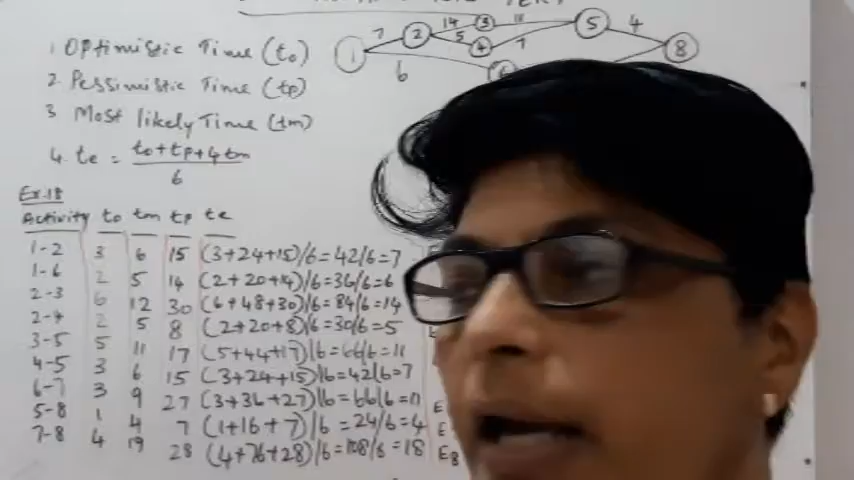 1 Optimistic Time (to)
2 Pessimistic Time (tp)
3 Most likely Time (tm)
4. te = to+tp+4tm
6
1 7 2 14 3 11 5 4 8
5 4 7
6
Ex.18
Activity to tm tp te
1-2 3 6 15 (3+24+15)/6 = 42/6 = 7
1-6 2 5 14 (2+20+14)/6 = 36/6 = 6
2-3 6 12 30 (6+48+30)/6 = 84/6 = 14
2-4 2 5 8 (2+20+8)/6 = 30/6 = 5
3-5 5 11 17 (5+44+17)/6 = 66/6 = 11
4-5 3 6 15 (3+24+15)/6 = 42/6 = 7
6-7 3 9 27 (3+36+27)/6 = 66/6 = 11 E
5-8 1 4 7 (1+16+7)/6 = 24/6 = 4 E
7-8 4 19 28 (4+76+28)/6 = 108/6 = 18 E8